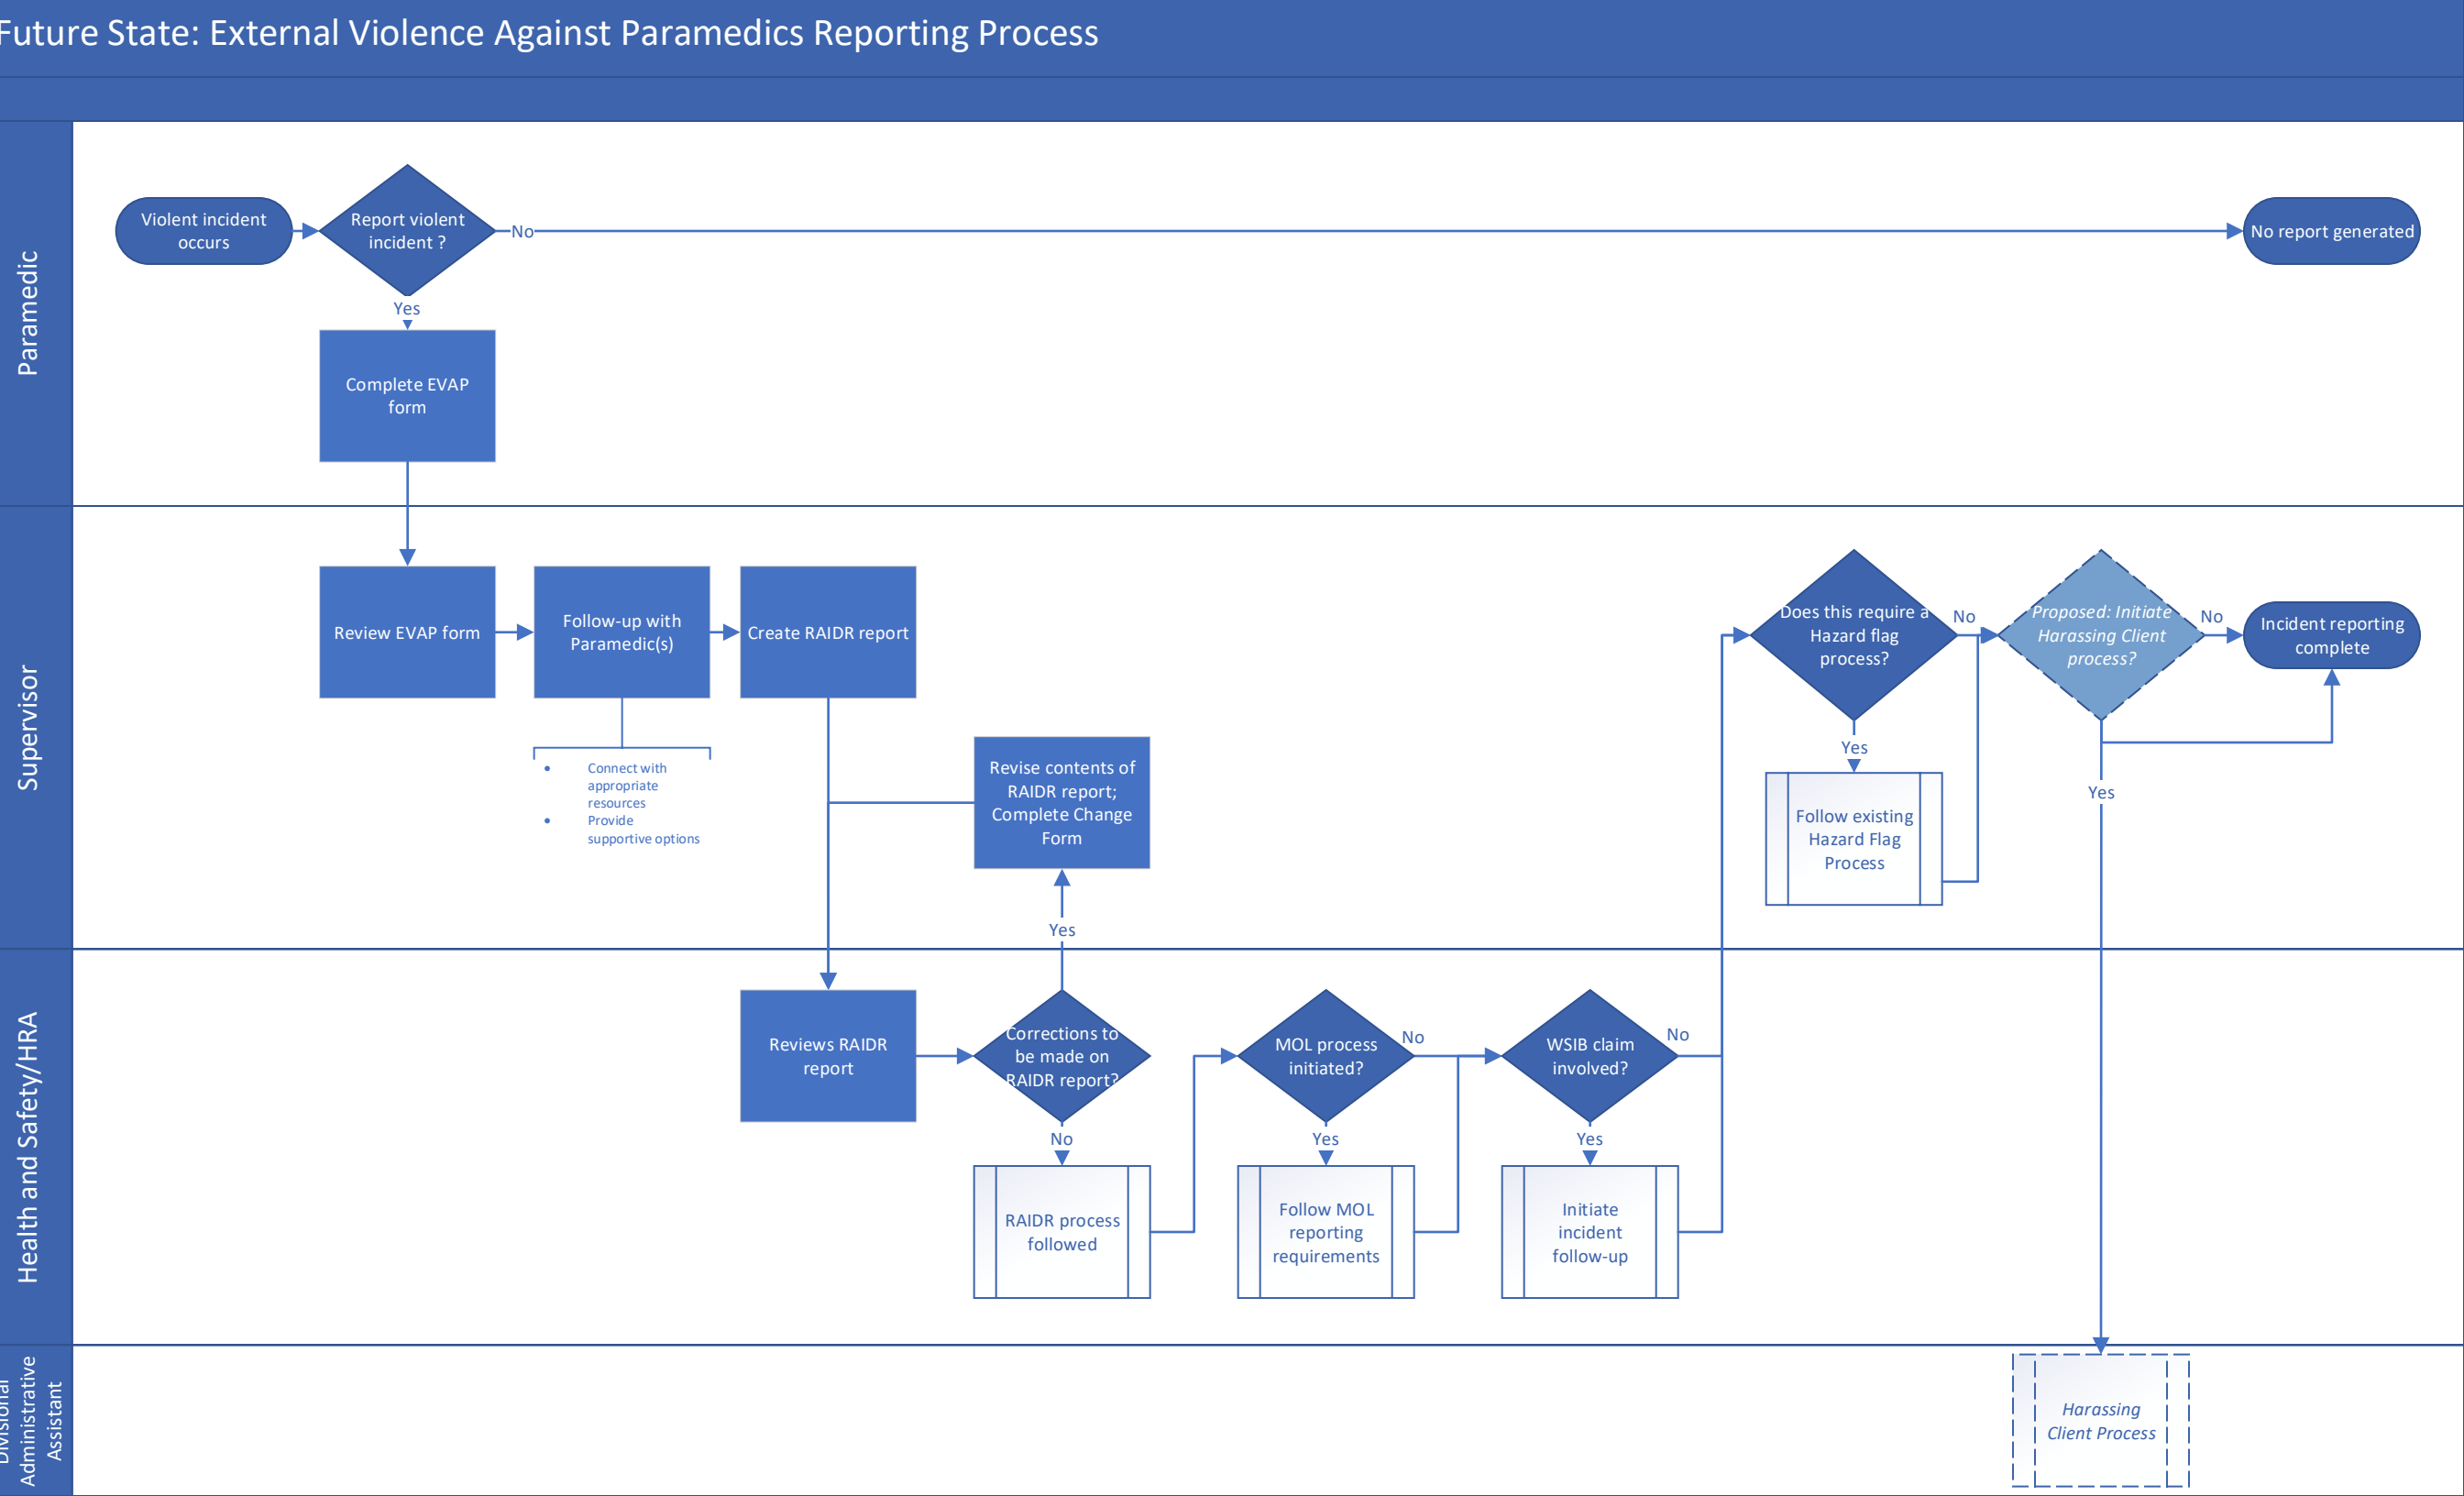 Future State: External Violence Against Paramedics Reporting Process
Paramedic
Violent incident
occurs
Report violent
incident ?
No
No report generated
Yes
Complete EVAP
form
Supervisor
Review EVAP form
Follow-up with
Paramedic(s)
Create RAIDR report
• Connect with
appropriate
resources
• Provide
supportive options
Revise contents of
RAIDR report;
Complete Change
Form
Yes
Does this require a
Hazard flag
process?
No
Proposed: Initiate
Harassing Client
process?
No
Incident reporting
complete
Yes
Follow existing
Hazard Flag
Process
Yes
Health and Safety/HRA
Reviews RAIDR
report
Corrections to
be made on
RAIDR report?
MOL process
initiated?
No
WSIB claim
involved?
No
No
Yes
Yes
RAIDR process
followed
Follow MOL
reporting
requirements
Initiate
incident
follow-up
Divisional
Administrative
Assistant
Harassing
Client Process